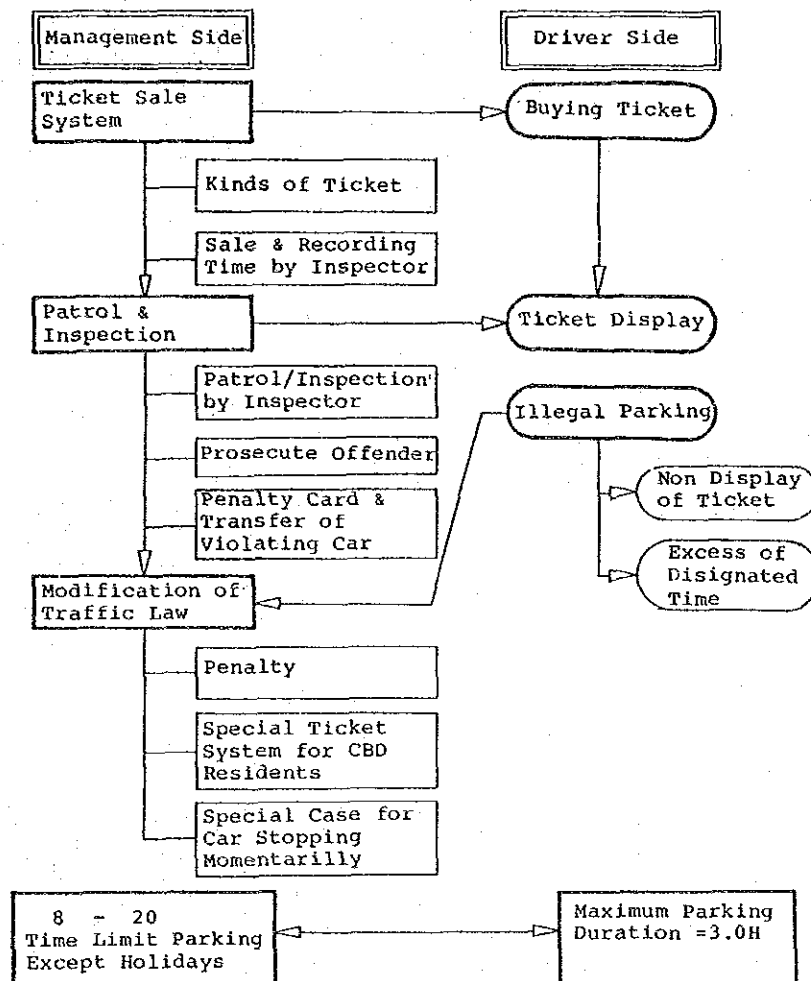 Management Side
Driver Side
Ticket Sale
System
Buying Ticket
Kinds of Ticket
Sale & Recording
Time by Inspector
Patrol &
Inspection
Ticket Display
Patrol/Inspection
by Inspector
Illegal Parking
Prosecute Offender
Non Display
of Ticket
Penalty Card &
Transfer of
Violating Car
Excess of
Disignated
Time
Modification of
Traffic Law
Penalty
Special Ticket
System for CBD
Residents
Special Case for
Car Stopping
Momentarilly
8 - 20
Time Limit Parking
Except Holidays
Maximum Parking
Duration =3.0H